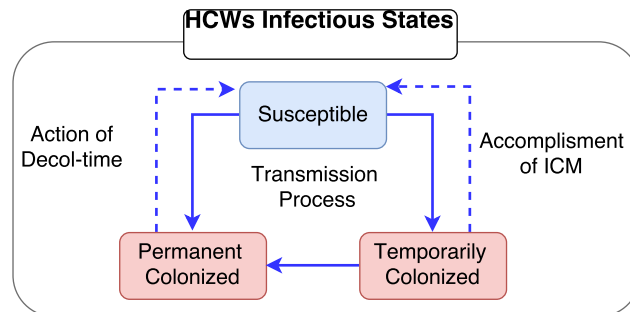 HCWs Infectious States
Susceptible
Action of
Decol-time
Accomplisment
of ICM
Transmission
Process
Permanent
Colonized
Temporarily
Colonized